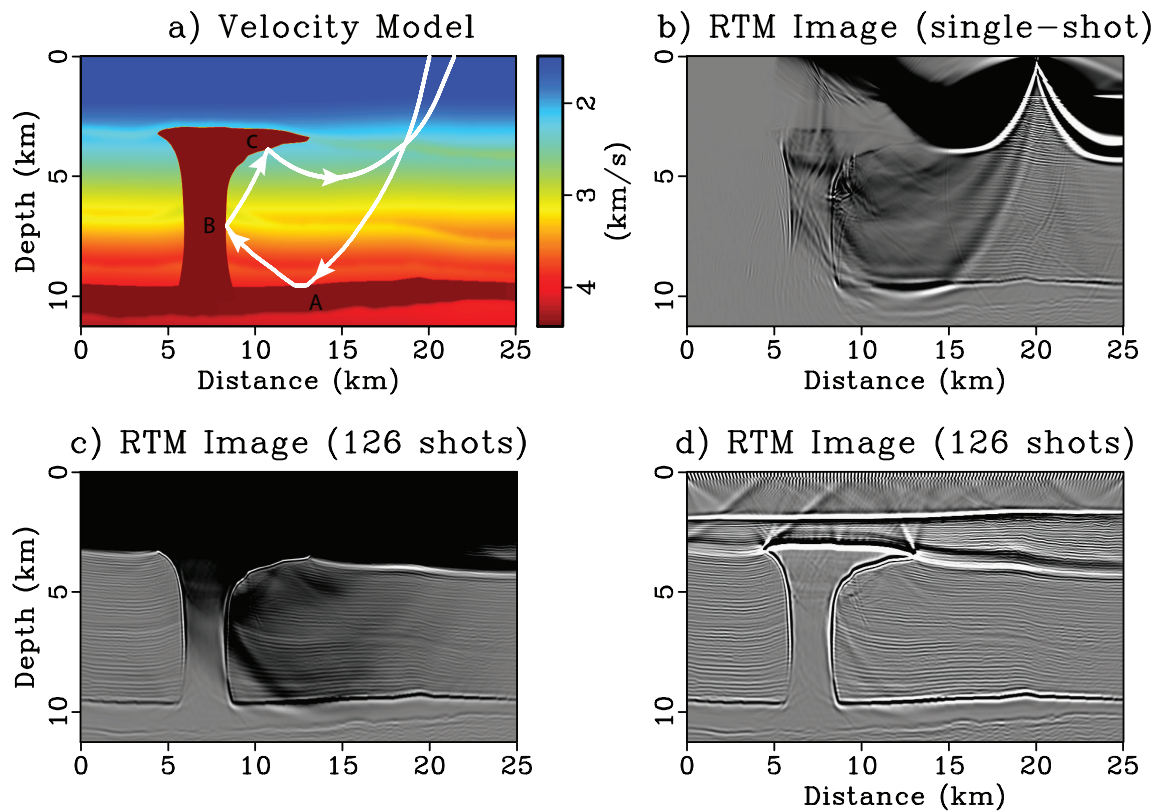 a) Velocity Model
b) RTM Image (single-shot)
0
5
10
Depth (km)
C
B
A
0 5 10 15 20 25
Distance (km)
2
3
4
(km/s)
0
5
10
0 5 10 15 20 25
Distance (km)
c) RTM Image (126 shots)
d) RTM Image (126 shots)
0
5
10
Depth (km)
0 5 10 15 20 25
0
5
10
0 5 10 15 20 25
Distance (km)